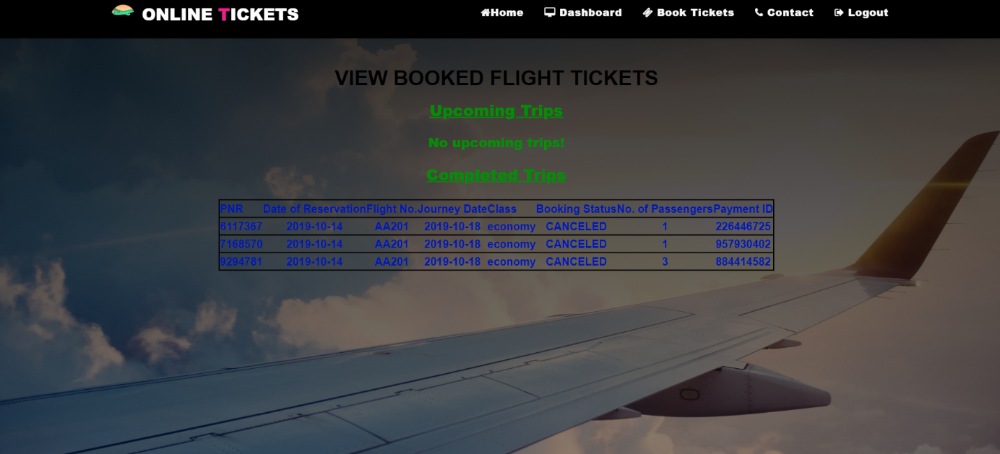 ONLINE TICKETS Home Dashboard Book Tickets Contact Logout
VIEW BOOKED FLIGHT TICKETS
Upcoming Trips
No upcoming trips!
Completed Trips
PNR Date of Reservation Flight No. Journey Date Class Booking Status No. of Passengers Payment ID
6117367 2019-10-14 AA201 2019-10-18 economy CANCELED 1 226446725
7168570 2019-10-14 AA201 2019-10-18 economy CANCELED 1 957930402
9294781 2019-10-14 AA201 2019-10-18 economy CANCELED 3 884414582